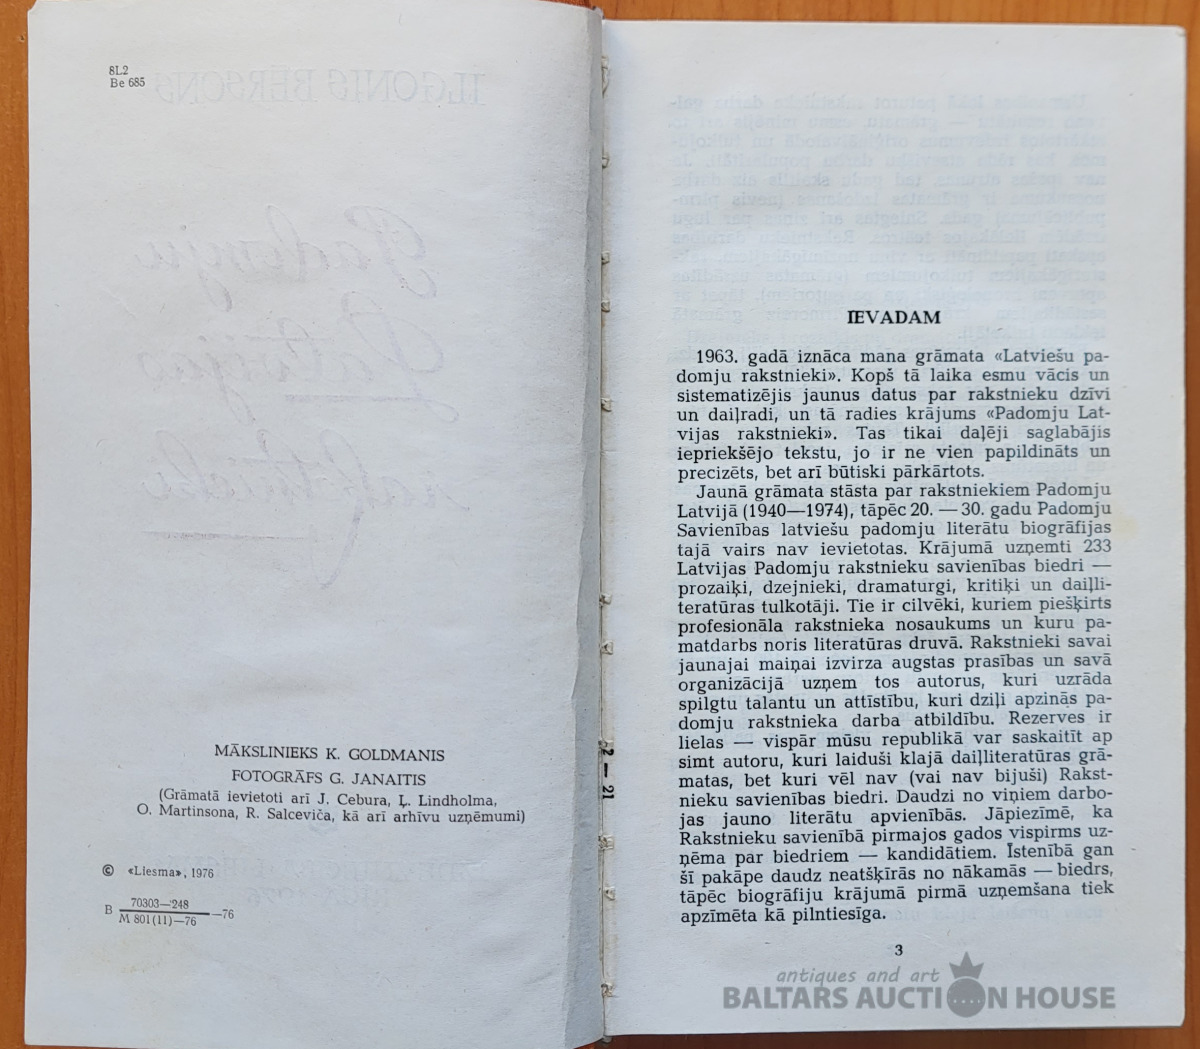 8L2
Be 685
MĀKSLINIEKS K. GOLDMANIS
FOTOGRĀFS G. JANAITIS
(Grāmatā ievietoti arī J. Cebura, Ļ. Lindholma,
O. Martinsona, R. Salceviča, kā arī arhīvu uzņēmumi)
© «Liesma», 1976
B 70303—248
M 801(11)—76 —76
2—21
IEVADAM
1963. gadā iznāca mana grāmata «Latviešu pa-
domju rakstnieki». Kopš tā laika esmu vācis un
sistematizējis jaunus datus par rakstnieku dzīvi
un daiļradi, un tā radies krājums «Padomju Lat-
vijas rakstnieki». Tas tikai daļēji saglabājis
iepriekšējo tekstu, jo ir ne vien papildināts un
precizēts, bet arī būtiski pārkārtots.
Jaunā grāmata stāsta par rakstniekiem Padomju
Latvijā (1940—1974), tāpēc 20. — 30. gadu Padomju
Savienības latviešu padomju literātu biogrāfijas
tajā vairs nav ievietotas. Krājumā uzņemti 233
Latvijas Padomju rakstnieku savienības biedri —
prozaiķi, dzejnieki, dramaturgi, kritiķi un daiļli-
teratūras tulkotāji. Tie ir cilvēki, kuriem piešķirts
profesionāla rakstnieka nosaukums un kuru pa-
matdarbs noris literatūras druvā. Rakstnieki savai
jaunajai maiņai izvirza augstas prasības un savā
organizācijā uzņem tos autorus, kuri uzrāda
spilgtu talantu un attīstību, kuri dziļi apzinās pa-
domju rakstnieka darba atbildību. Rezerves ir
lielas — vispār mūsu republikā var saskaitīt ap
simt autoru, kuri laiduši klajā daiļliteratūras grā-
matas, bet kuri vēl nav (vai nav bijuši) Rakst-
nieku savienības biedri. Daudzi no viņiem darbo-
jas jauno literātu apvienībās. Jāpiezīmē, ka
Rakstnieku savienībā pirmajos gados vispirms uz-
ņēma par biedriem — kandidātiem. Īstenībā gan
šī pakāpe daudz neatšķīrās no nākamās — biedrs,
tāpēc biogrāfiju krājumā pirmā uzņemšana tiek
apzīmēta kā pilntiesīga.
3
antiques and art
BALTARS AUCTION HOUSE